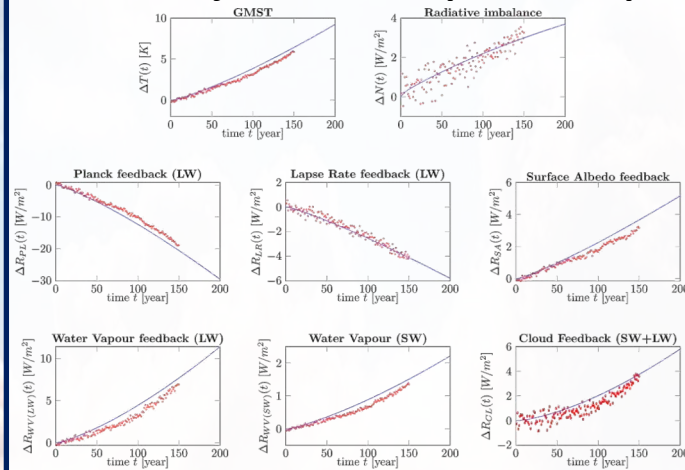 GMST
Radiative imbalance
ΔT(t) [K]
10
5
0
0 50 100 150 200
time t [year]
ΔN(t) [W/m²]
4
2
0
0 50 100 150 200
time t [year]
Planck feedback (LW)
Lapse Rate feedback (LW)
Surface Albedo feedback
ΔR_PL(t) [W/m²]
0
−10
−20
−30
0 50 100 150 200
time t [year]
ΔR_LR(t) [W/m²]
2
0
−2
−4
−6
0 50 100 150 200
time t [year]
ΔR_SA(t) [W/m²]
6
4
2
0
0 50 100 150 200
time t [year]
Water Vapour feedback (LW)
Water Vapour (SW)
Cloud Feedback (SW+LW)
ΔR_WV(LW)(t) [W/m²]
10
5
0
0 50 100 150 200
time t [year]
ΔR_WV(SW)(t) [W/m²]
2
1
0
0 50 100 150 200
time t [year]
ΔR_CL(t) [W/m²]
6
4
2
0
−2
0 50 100 150 200
time t [year]